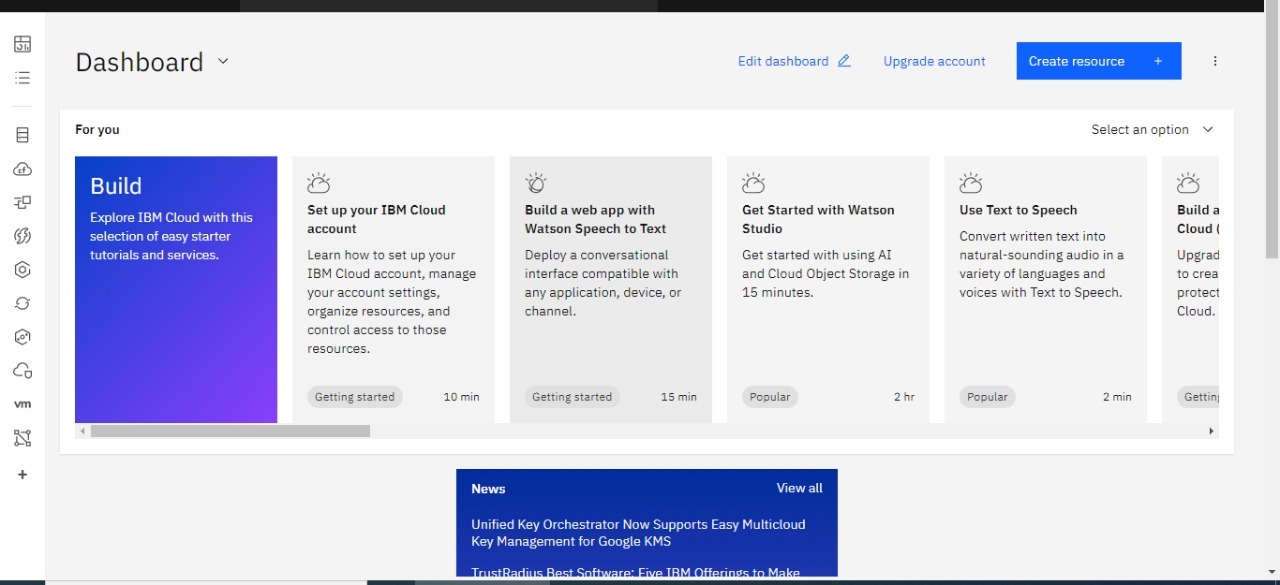 Dashboard
Edit dashboard
Upgrade account
Create resource +
For you
Select an option
Build
Explore IBM Cloud with this
selection of easy starter
tutorials and services.
Set up your IBM Cloud
account
Learn how to set up your
IBM Cloud account, manage
your account settings,
organize resources, and
control access to those
resources.
Getting started
10 min
Build a web app with
Watson Speech to Text
Deploy a conversational
interface compatible with
any application, device, or
channel.
Getting started
15 min
Get Started with Watson
Studio
Get started with using AI
and Cloud Object Storage in
15 minutes.
Popular
2 hr
Use Text to Speech
Convert written text into
natural-sounding audio in a
variety of languages and
voices with Text to Speech.
Popular
2 min
Build a
Cloud (
Upgrad
to crea
protect
Cloud.
Getting
vm
+
News
View all
Unified Key Orchestrator Now Supports Easy Multicloud
Key Management for Google KMS
TrustRadius Best Software: Five IBM Offerings to Make